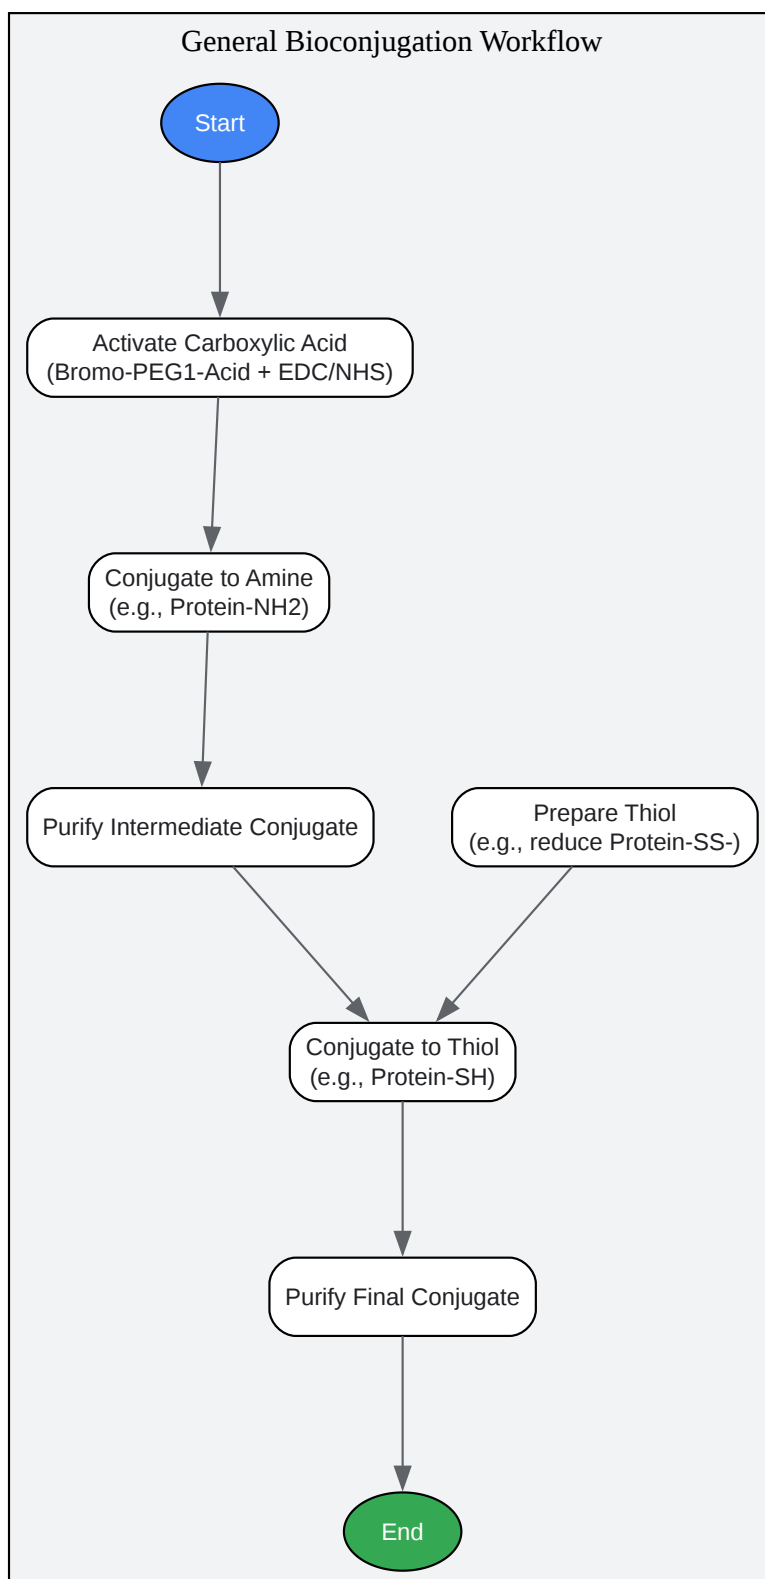 General Bioconjugation Workflow
Start
Activate Carboxylic Acid
(Bromo-PEG1-Acid + EDC/NHS)
Conjugate to Amine
(e.g., Protein-NH2)
Purify Intermediate Conjugate
Prepare Thiol
(e.g., reduce Protein-SS-)
Conjugate to Thiol
(e.g., Protein-SH)
Purify Final Conjugate
End